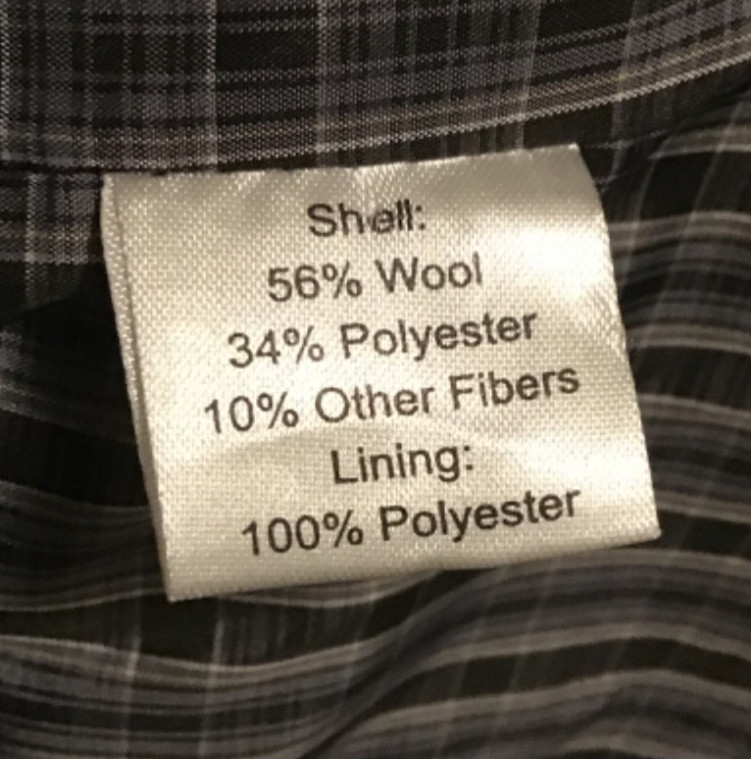 Shell:
56% Wool
34% Polyester
10% Other Fibers
Lining:
100% Polyester